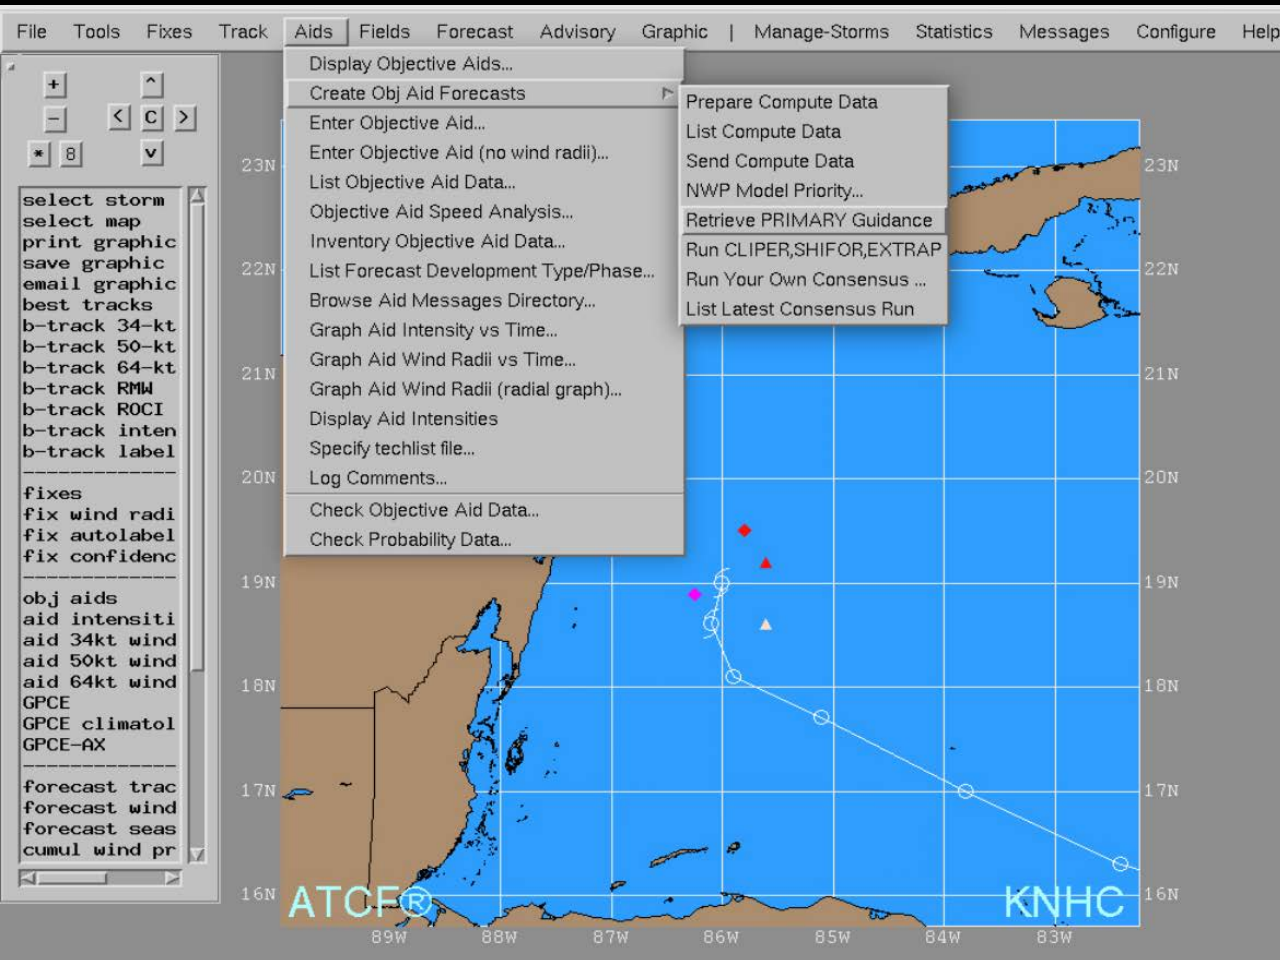 File Tools Fixes Track Aids Fields Forecast Advisory Graphic | Manage-Storms Statistics Messages Configure Help
Display Objective Aids...
Create Obj Aid Forecasts
Enter Objective Aid...
Enter Objective Aid (no wind radii)...
List Objective Aid Data...
Objective Aid Speed Analysis...
Inventory Objective Aid Data...
List Forecast Development Type/Phase...
Browse Aid Messages Directory...
Graph Aid Intensity vs Time...
Graph Aid Wind Radii vs Time...
Graph Aid Wind Radii (radial graph)...
Display Aid Intensities
Specify techlist file...
Log Comments...
Check Objective Aid Data...
Check Probability Data...
Prepare Compute Data
List Compute Data
Send Compute Data
NWP Model Priority...
Retrieve PRIMARY Guidance
Run CLIPER,SHIFOR,EXTRAP
Run Your Own Consensus ...
List Latest Consensus Run
+ ^
- < C >
* 8 v
select storm
select map
print graphic
save graphic
email graphic
best tracks
b-track 34-kt
b-track 50-kt
b-track 64-kt
b-track RMW
b-track ROCI
b-track inten
b-track label
--------------
fixes
fix wind radi
fix autolabel
fix confidenc
--------------
obj aids
aid intensiti
aid 34kt wind
aid 50kt wind
aid 64kt wind
GPCE
GPCE climatol
GPCE-AX
--------------
forecast trac
forecast wind
forecast seas
cumul wind pr
23N 23N
22N 22N
21N 21N
20N 20N
19N 19N
18N 18N
17N 17N
16N 16N
ATCF® KNHC
89W 88W 87W 86W 85W 84W 83W